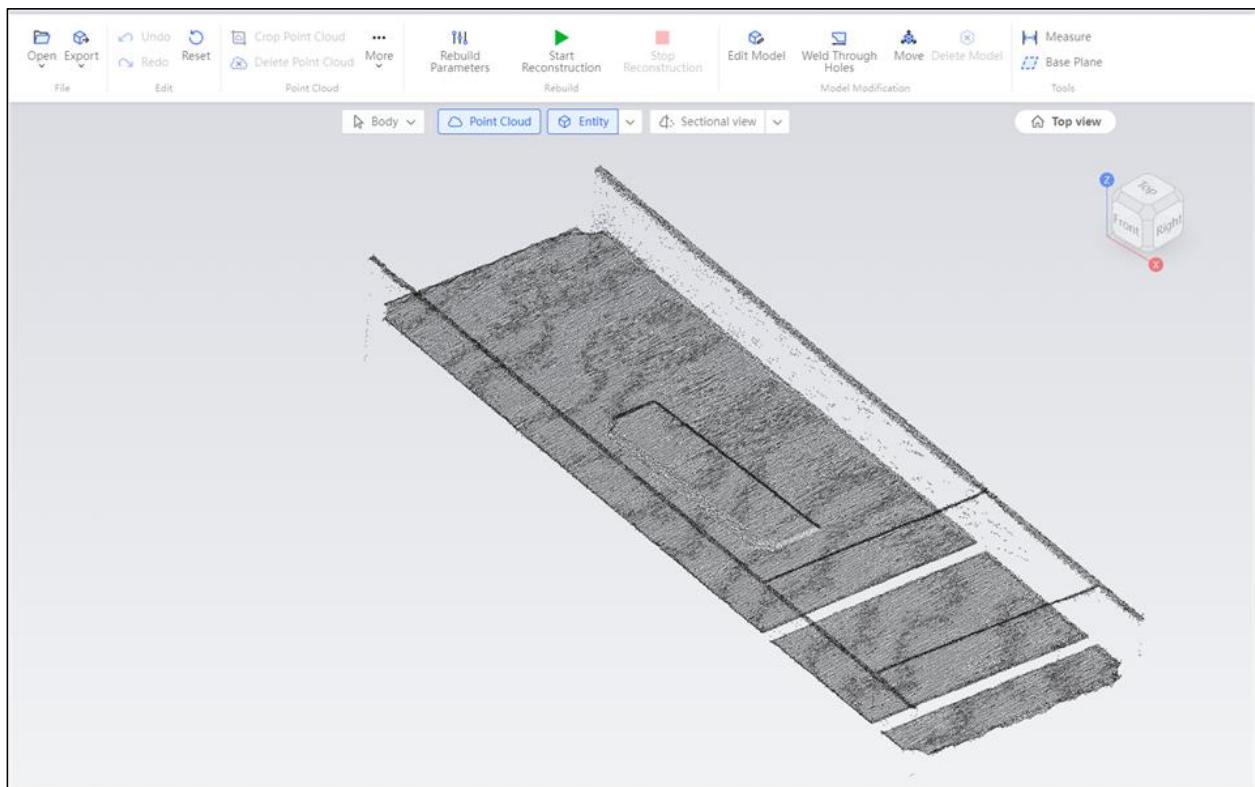 Open
Export
Undo
Redo
Reset
Crop Point Cloud
Delete Point Cloud
More
Rebuild
Parameters
Start
Reconstruction
Stop
Reconstruction
Edit Model
Weld Through
Holes
Move
Delete Model
Measure
Base Plane
File
Edit
Point Cloud
Rebuild
Model Modification
Tools
Body
Point Cloud
Entity
Sectional view
Top view
Z
Top
Front
Right
X